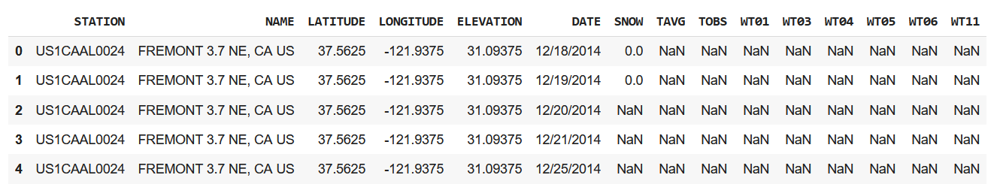 STATION NAME LATITUDE LONGITUDE ELEVATION DATE SNOW TAVG TOBS WT01 WT03 WT04 WT05 WT06 WT11
0 US1CAAL0024 FREMONT 3.7 NE, CA US 37.5625 -121.9375 31.09375 12/18/2014 0.0 NaN NaN NaN NaN NaN NaN NaN NaN
1 US1CAAL0024 FREMONT 3.7 NE, CA US 37.5625 -121.9375 31.09375 12/19/2014 0.0 NaN NaN NaN NaN NaN NaN NaN NaN
2 US1CAAL0024 FREMONT 3.7 NE, CA US 37.5625 -121.9375 31.09375 12/20/2014 NaN NaN NaN NaN NaN NaN NaN NaN NaN
3 US1CAAL0024 FREMONT 3.7 NE, CA US 37.5625 -121.9375 31.09375 12/21/2014 NaN NaN NaN NaN NaN NaN NaN NaN NaN
4 US1CAAL0024 FREMONT 3.7 NE, CA US 37.5625 -121.9375 31.09375 12/25/2014 NaN NaN NaN NaN NaN NaN NaN NaN NaN